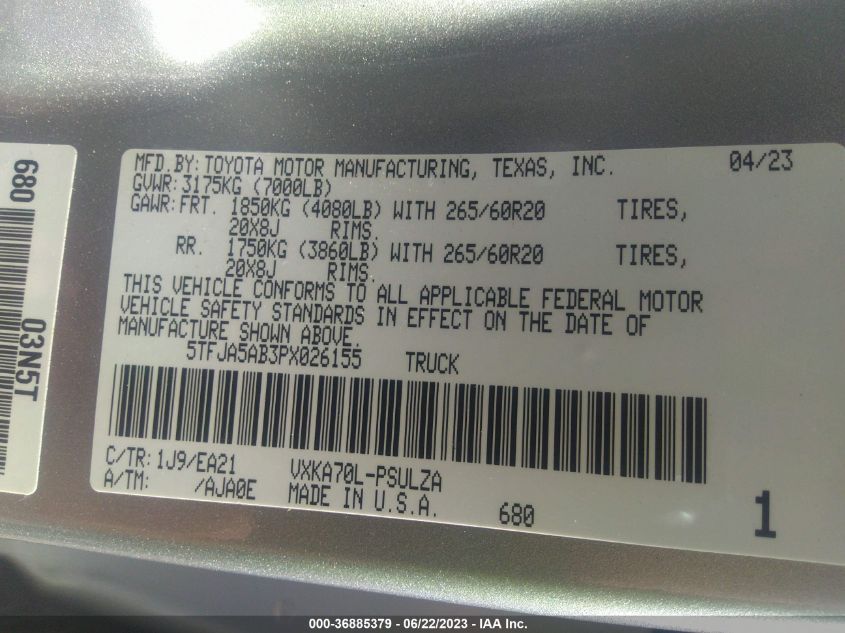 MFD.BY:TOYOTA MOTOR MANUFACTURING, TEXAS, INC. 04/23
GVWR:3175KG (7000LB)
GAWR:FRT. 1850KG (4080LB) WITH 265/60R20 TIRES,
20X8J RIMS.
RR. 1750KG (3860LB) WITH 265/60R20 TIRES,
20X8J RIMS.
THIS VEHICLE CONFORMS TO ALL APPLICABLE FEDERAL MOTOR
VEHICLE SAFETY STANDARDS IN EFFECT ON THE DATE OF
MANUFACTURE SHOWN ABOVE.
5TFJA5AB3PX026155 TRUCK
C/TR:1J9/EA21 VXKA70L-PSULZA
A/TM: /AJA0E MADE IN U.S.A. 680 1
680
03N5T
000-36885379 - 06/22/2023 - IAA Inc.